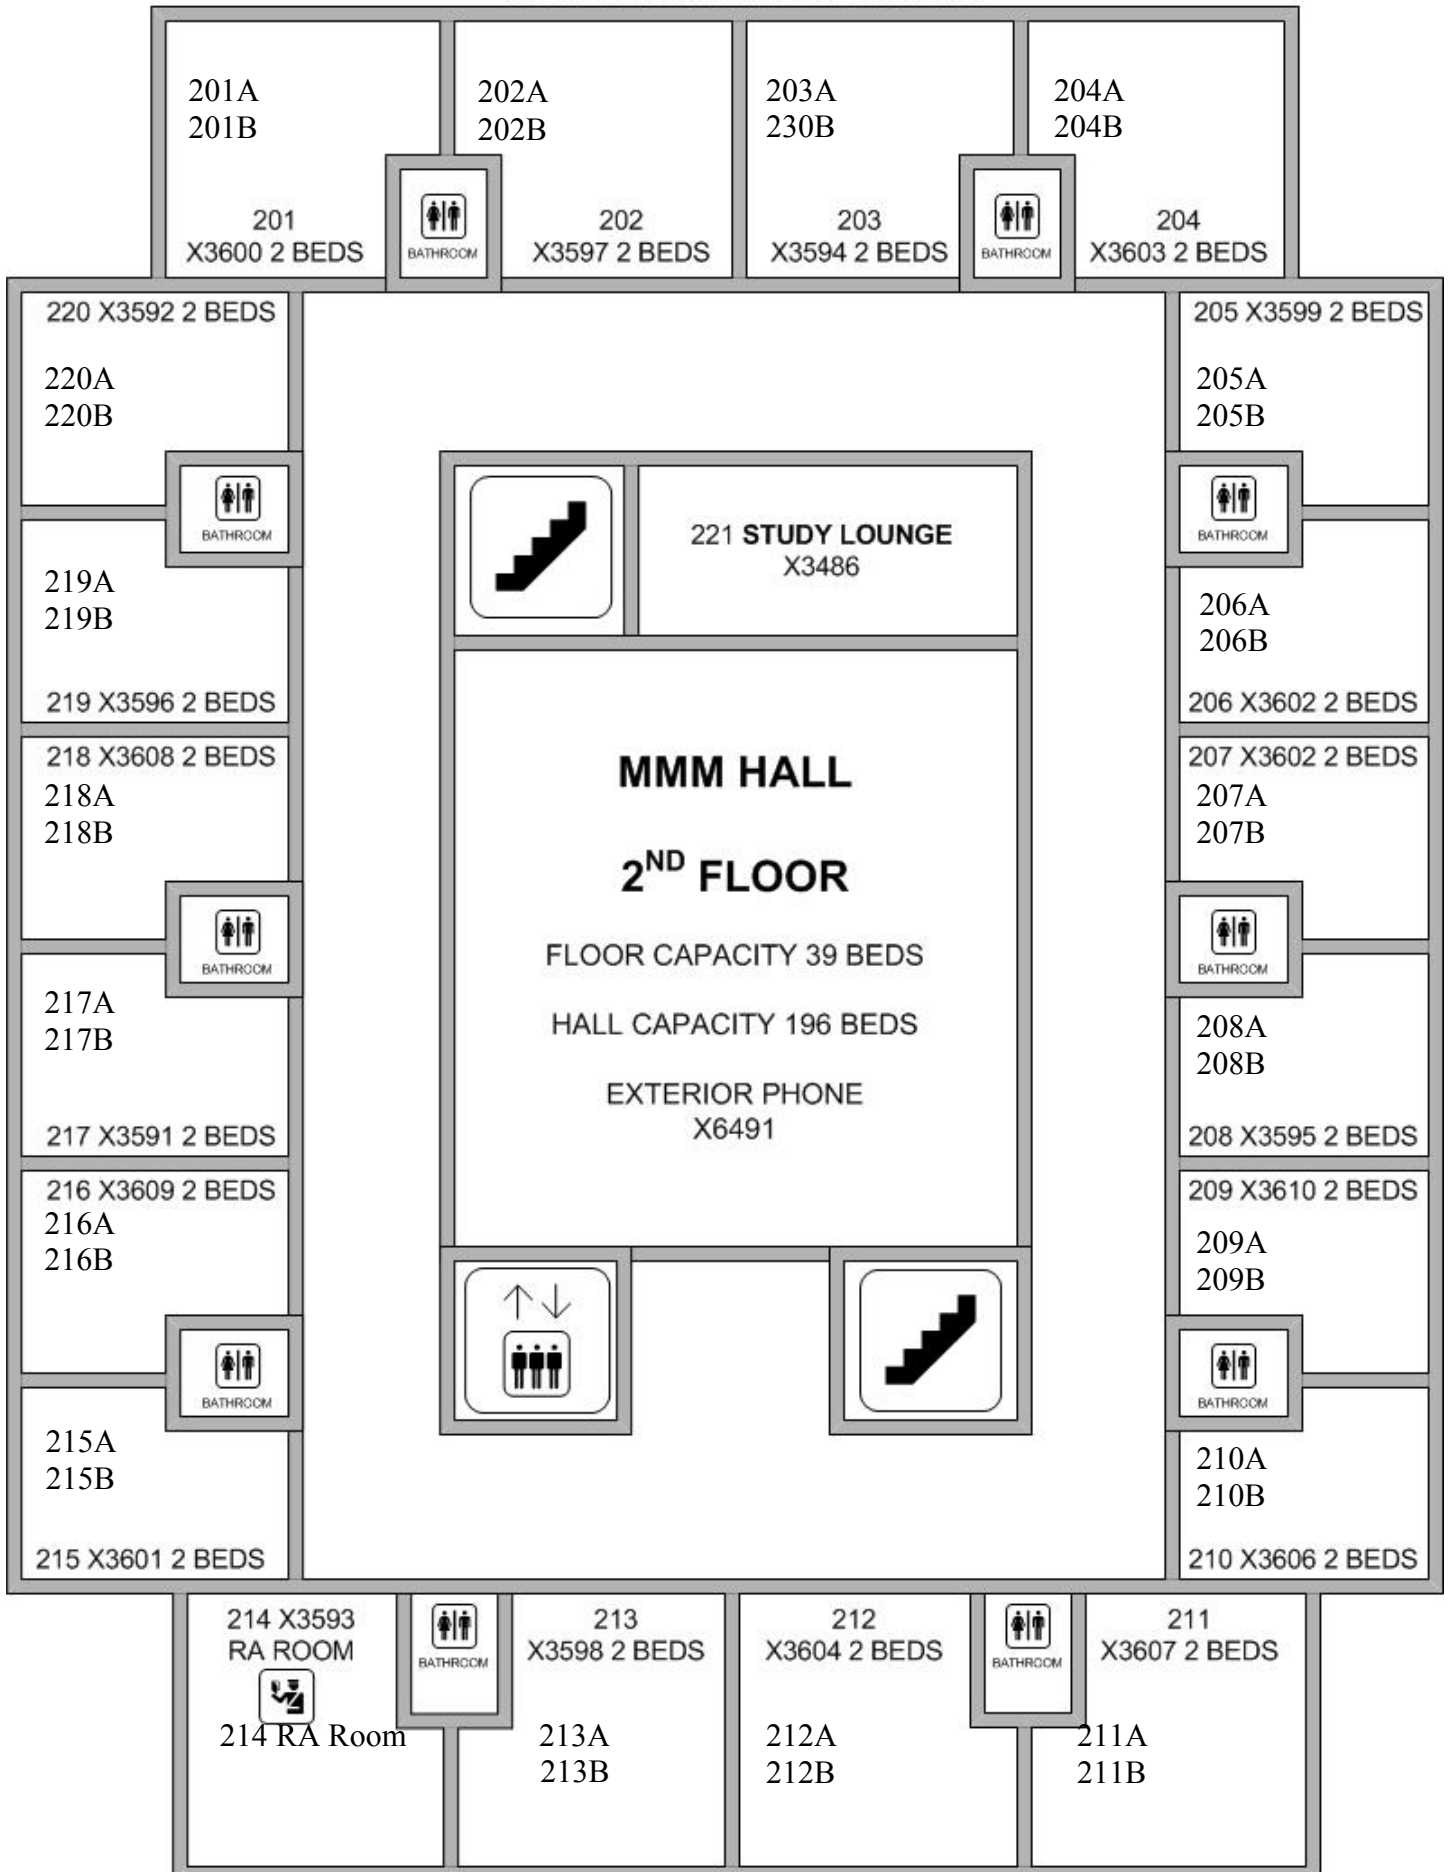 201A
201B
202A
202B
203A
230B
204A
204B
201
X3600 2 BEDS
BATHROOM
202
X3597 2 BEDS
203
X3594 2 BEDS
BATHROOM
204
X3603 2 BEDS
220 X3592 2 BEDS
220A
220B
BATHROOM
205 X3599 2 BEDS
205A
205B
BATHROOM
221 STUDY LOUNGE
X3486
219A
219B
219 X3596 2 BEDS
206A
206B
206 X3602 2 BEDS
218 X3608 2 BEDS
218A
218B
BATHROOM
MMM HALL
2ND FLOOR
FLOOR CAPACITY 39 BEDS
HALL CAPACITY 196 BEDS
EXTERIOR PHONE
X6491
207 X3602 2 BEDS
207A
207B
BATHROOM
217A
217B
217 X3591 2 BEDS
208A
208B
208 X3595 2 BEDS
216 X3609 2 BEDS
216A
216B
BATHROOM
209 X3610 2 BEDS
209A
209B
BATHROOM
215A
215B
215 X3601 2 BEDS
210A
210B
210 X3606 2 BEDS
214 X3593
RA ROOM
214 RA Room
BATHROOM
213
X3598 2 BEDS
213A
213B
212
X3604 2 BEDS
212A
212B
BATHROOM
211
X3607 2 BEDS
211A
211B